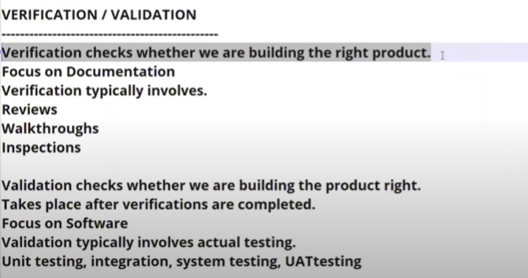 VERIFICATION / VALIDATION
-----------------------------------------------
Verification checks whether we are building the right product.
Focus on Documentation
Verification typically involves.
Reviews
Walkthroughs
Inspections
Validation checks whether we are building the product right.
Takes place after verifications are completed.
Focus on Software
Validation typically involves actual testing.
Unit testing, integration, system testing, UATtesting